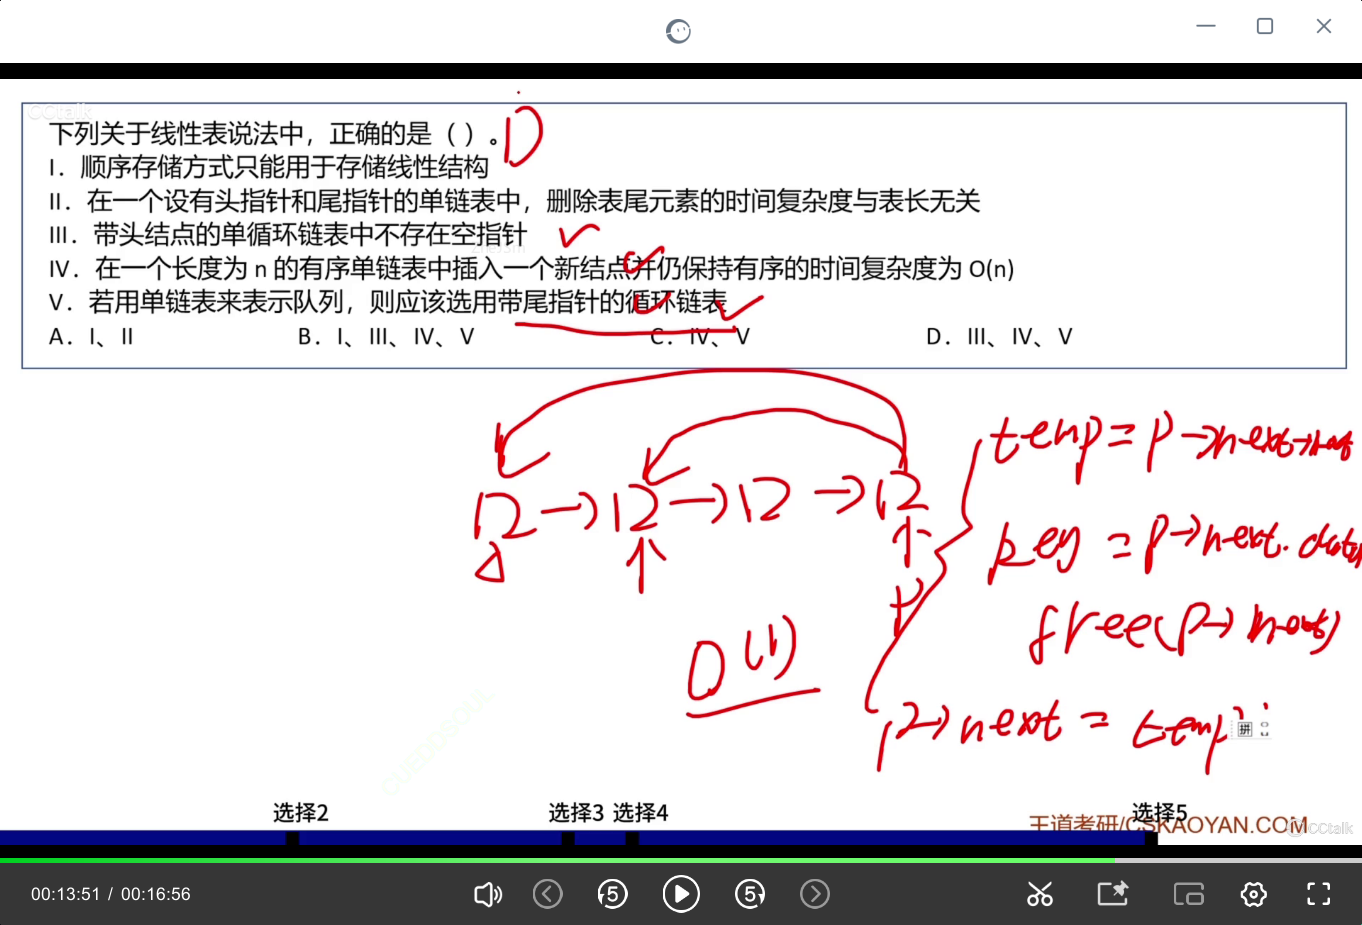 CCtalk
下列关于线性表说法中，正确的是（ ）。D
I．顺序存储方式只能用于存储线性结构
II．在一个设有头指针和尾指针的单链表中，删除表尾元素的时间复杂度与表长无关
III．带头结点的单循环链表中不存在空指针
IV．在一个长度为 n 的有序单链表中插入一个新结点并仍保持有序的时间复杂度为 O(n)
V．若用单链表来表示队列，则应该选用带尾指针的循环链表
A．I、II B．I、III、IV、V C．IV、V D．III、IV、V
temp = P→next→next
12 → 12 → 12 → 12
key = P→next.data
P
free(P→next)
O(1)
P→next = temp;
拼
选择2 选择3 选择4 选择5
王道考研/CSKAOYAN.COM
CCtalk
00:13:51 / 00:16:56
5 5